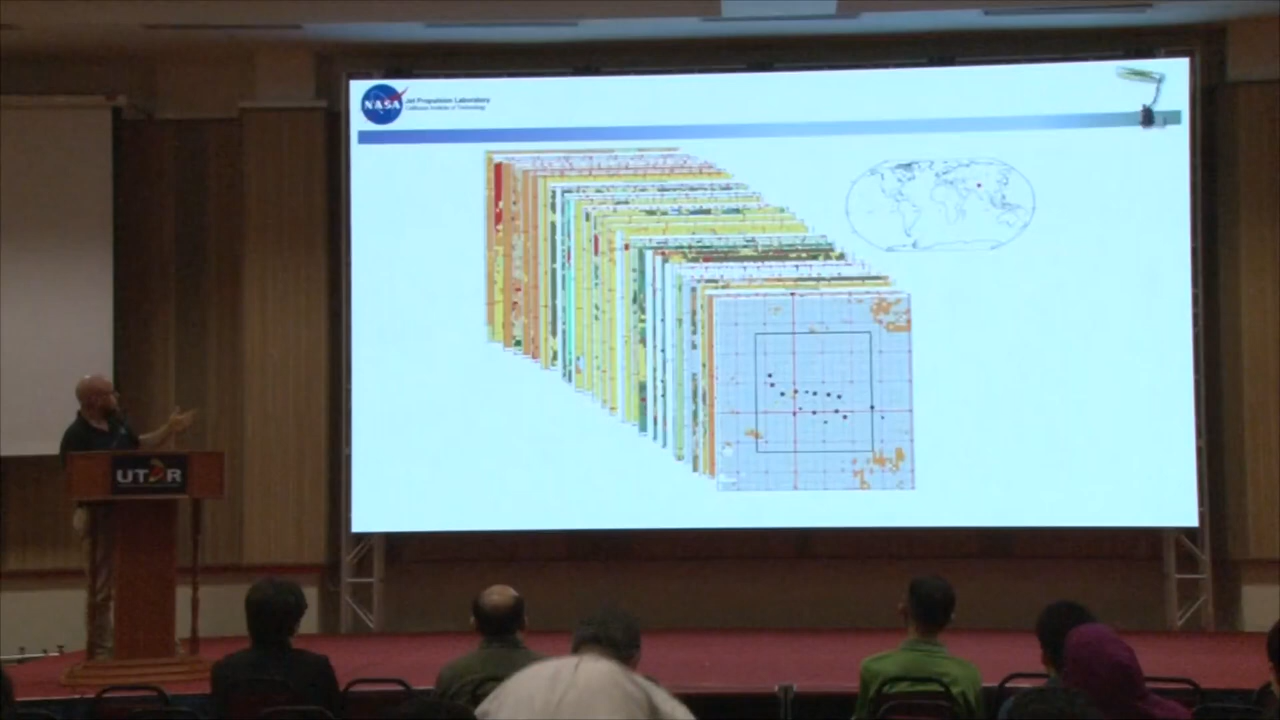 NASA
Jet Propulsion Laboratory
California Institute of Technology
UTAR